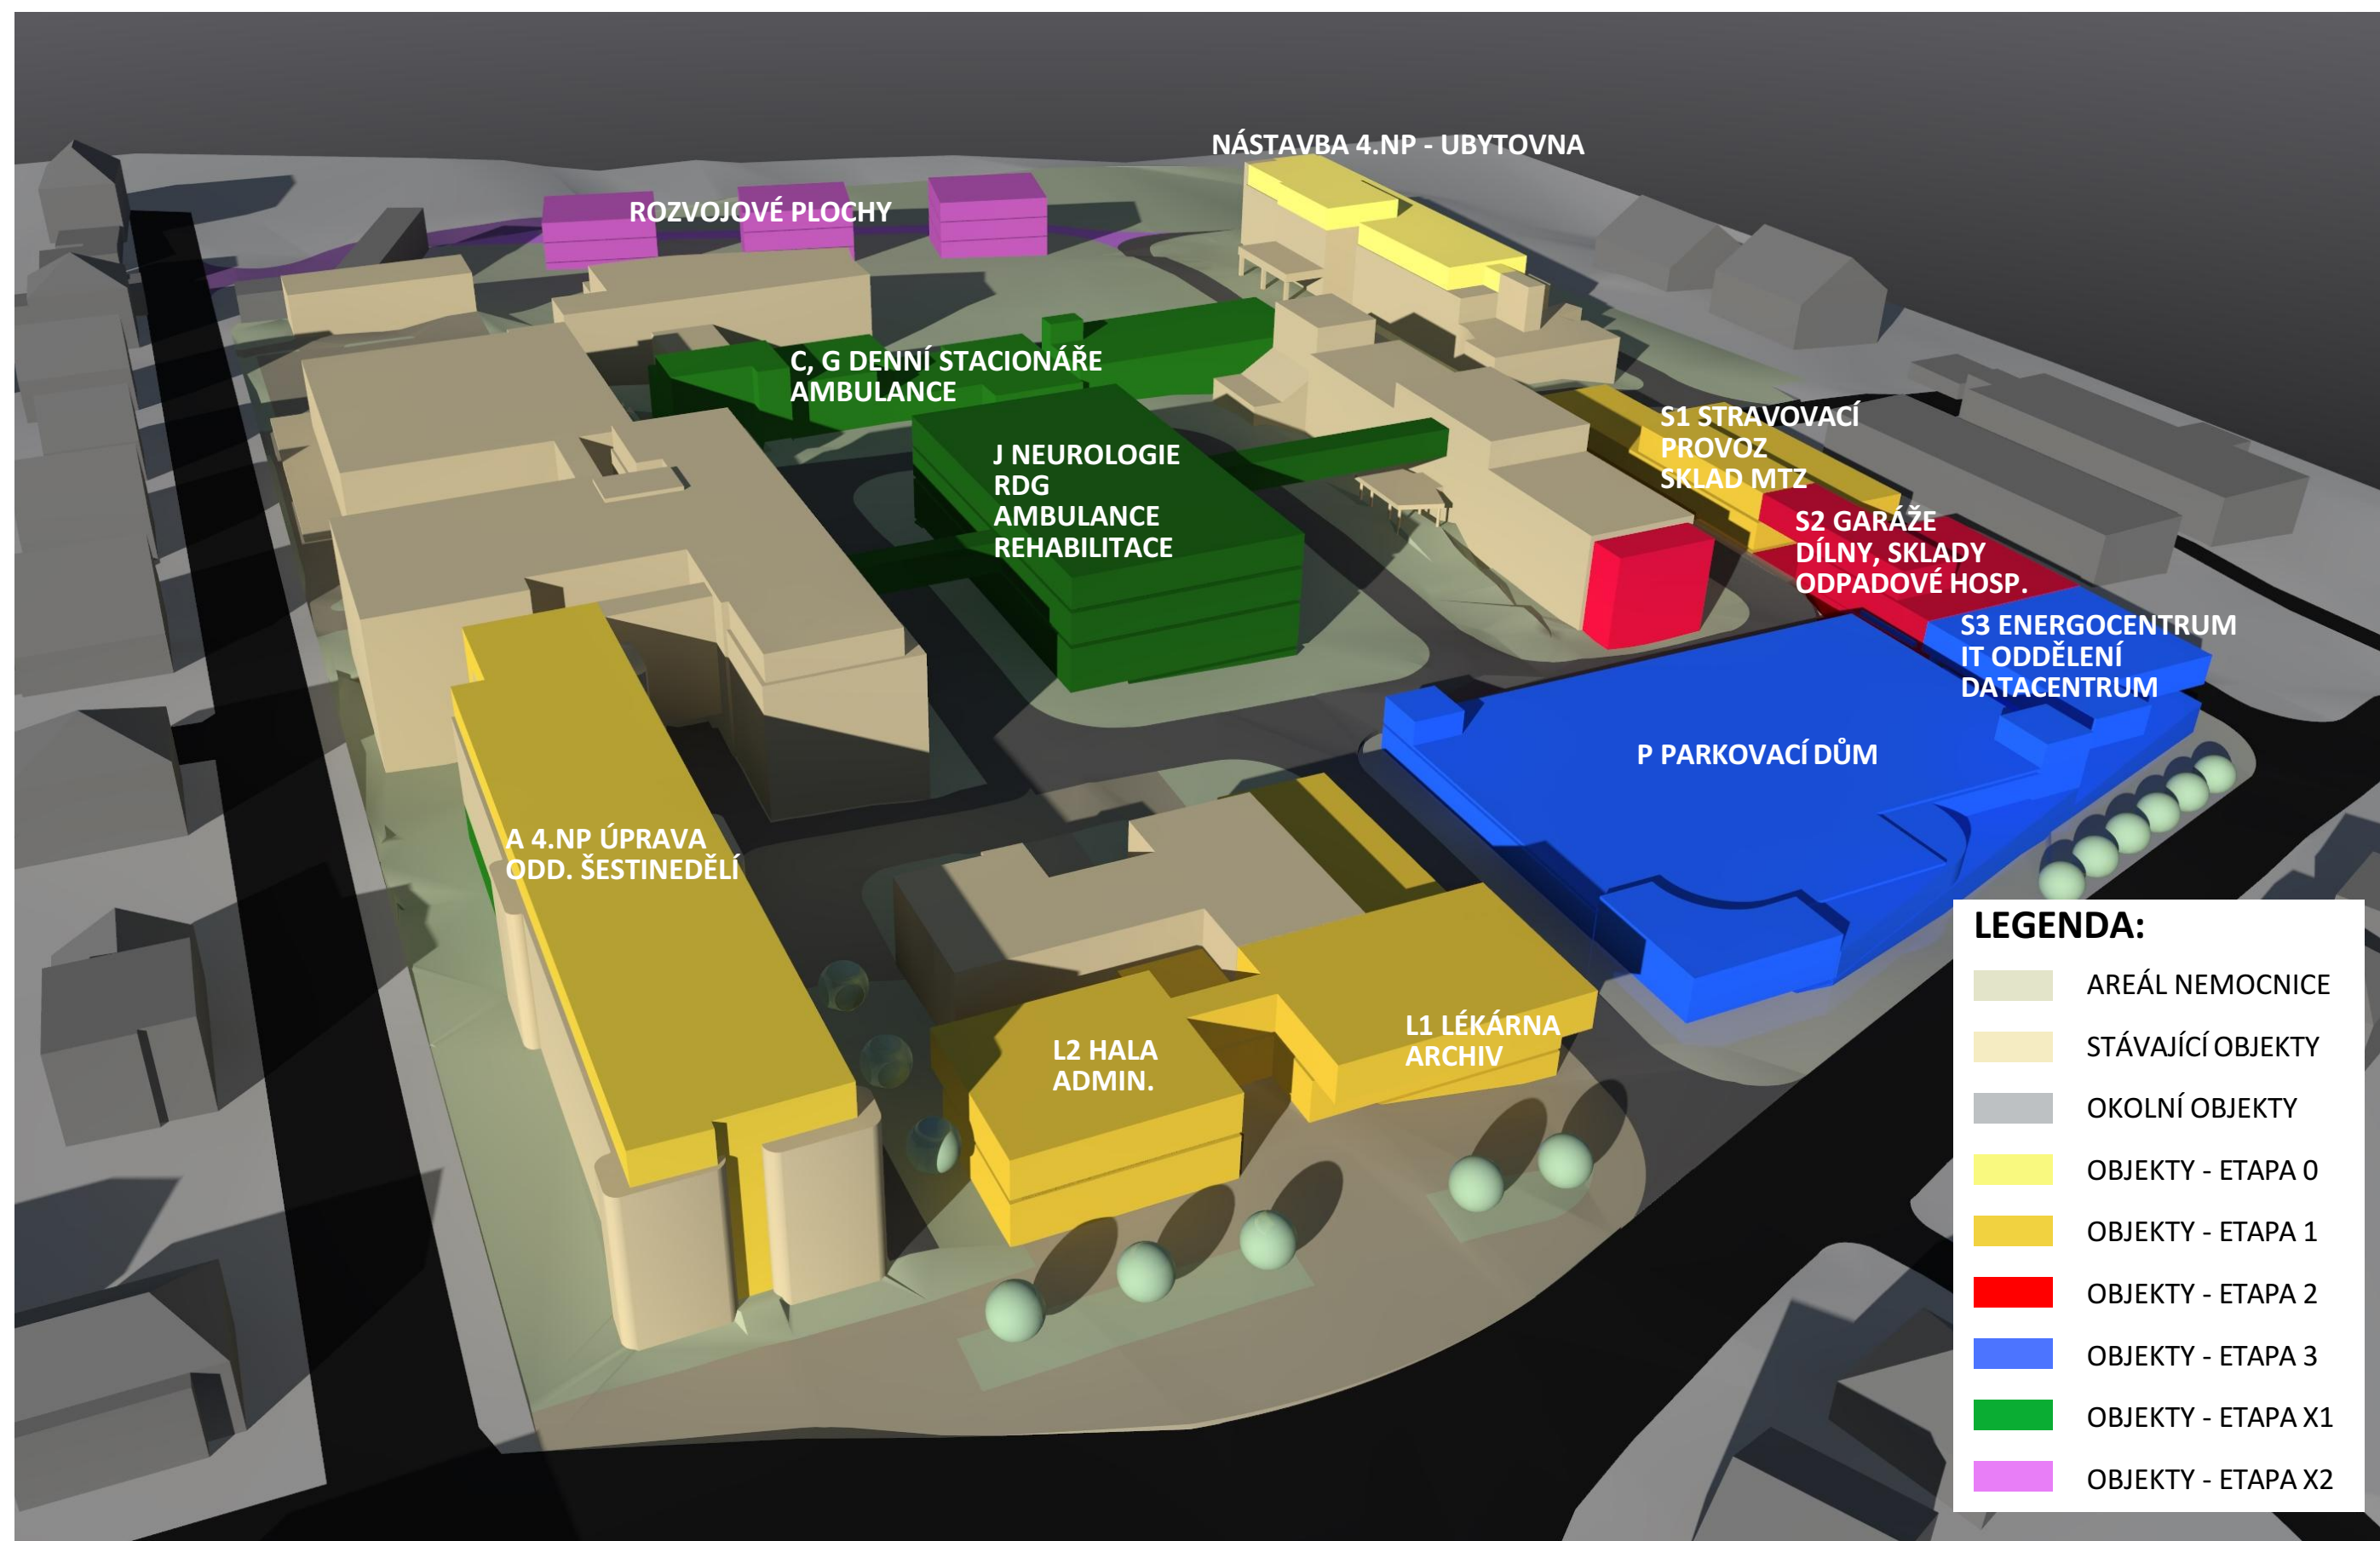 NÁSTAVBA 4.NP - UBYTOVNA
ROZVOJOVÉ PLOCHY
C, G DENNÍ STACIONÁŘE
AMBULANCE
J NEUROLOGIE
RDG
AMBULANCE
REHABILITACE
S1 STRAVOVACÍ
PROVOZ
SKLAD MTZ
S2 GARÁŽE
DÍLNY, SKLADY
ODPADOVÉ HOSP.
S3 ENERGOCENTRUM
IT ODDĚLENÍ
DATACENTRUM
P PARKOVACÍ DŮM
A 4.NP ÚPRAVA
ODD. ŠESTINEDĚLÍ
L2 HALA
ADMIN.
L1 LÉKÁRNA
ARCHIV
LEGENDA:
AREÁL NEMOCNICE
STÁVAJÍCÍ OBJEKTY
OKOLNÍ OBJEKTY
OBJEKTY - ETAPA 0
OBJEKTY - ETAPA 1
OBJEKTY - ETAPA 2
OBJEKTY - ETAPA 3
OBJEKTY - ETAPA X1
OBJEKTY - ETAPA X2